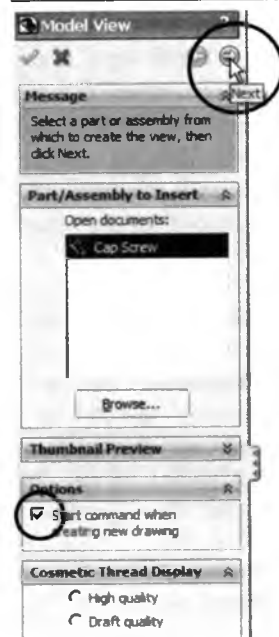 Model View
?
Next
Message
Select a part or assembly from
which to create the view, then
click Next.
Part/Assembly to Insert
Open documents:
Cap Screw
Browse...
Thumbnail Preview
Options
Start command when
creating new drawing
Cosmetic Thread Display
High quality
Draft quality